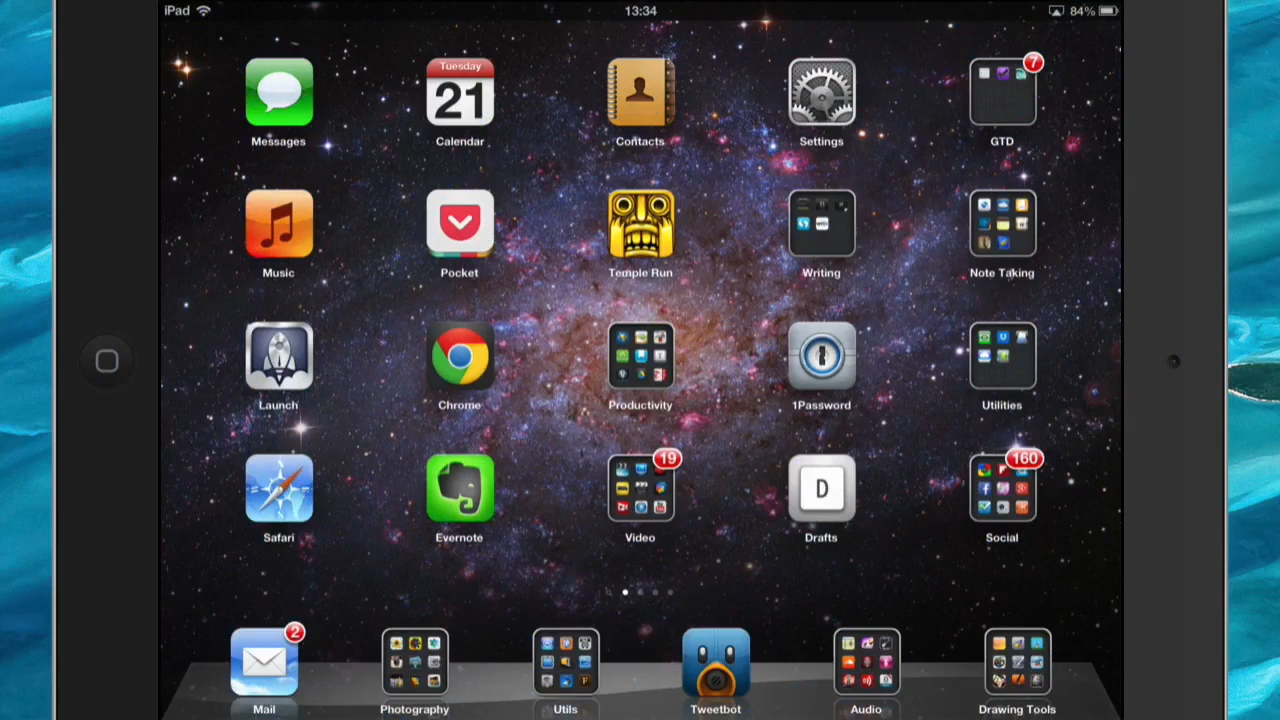 iPad 13:34 84%
Tuesday
21
7
Messages Calendar Contacts Settings GTD
Music Pocket Temple Run Writing Note Taking
Launch Chrome Productivity 1Password Utilities
19 160
D
Safari Evernote Video Drafts Social
2
Mail Photography Utils Tweetbot Audio Drawing Tools